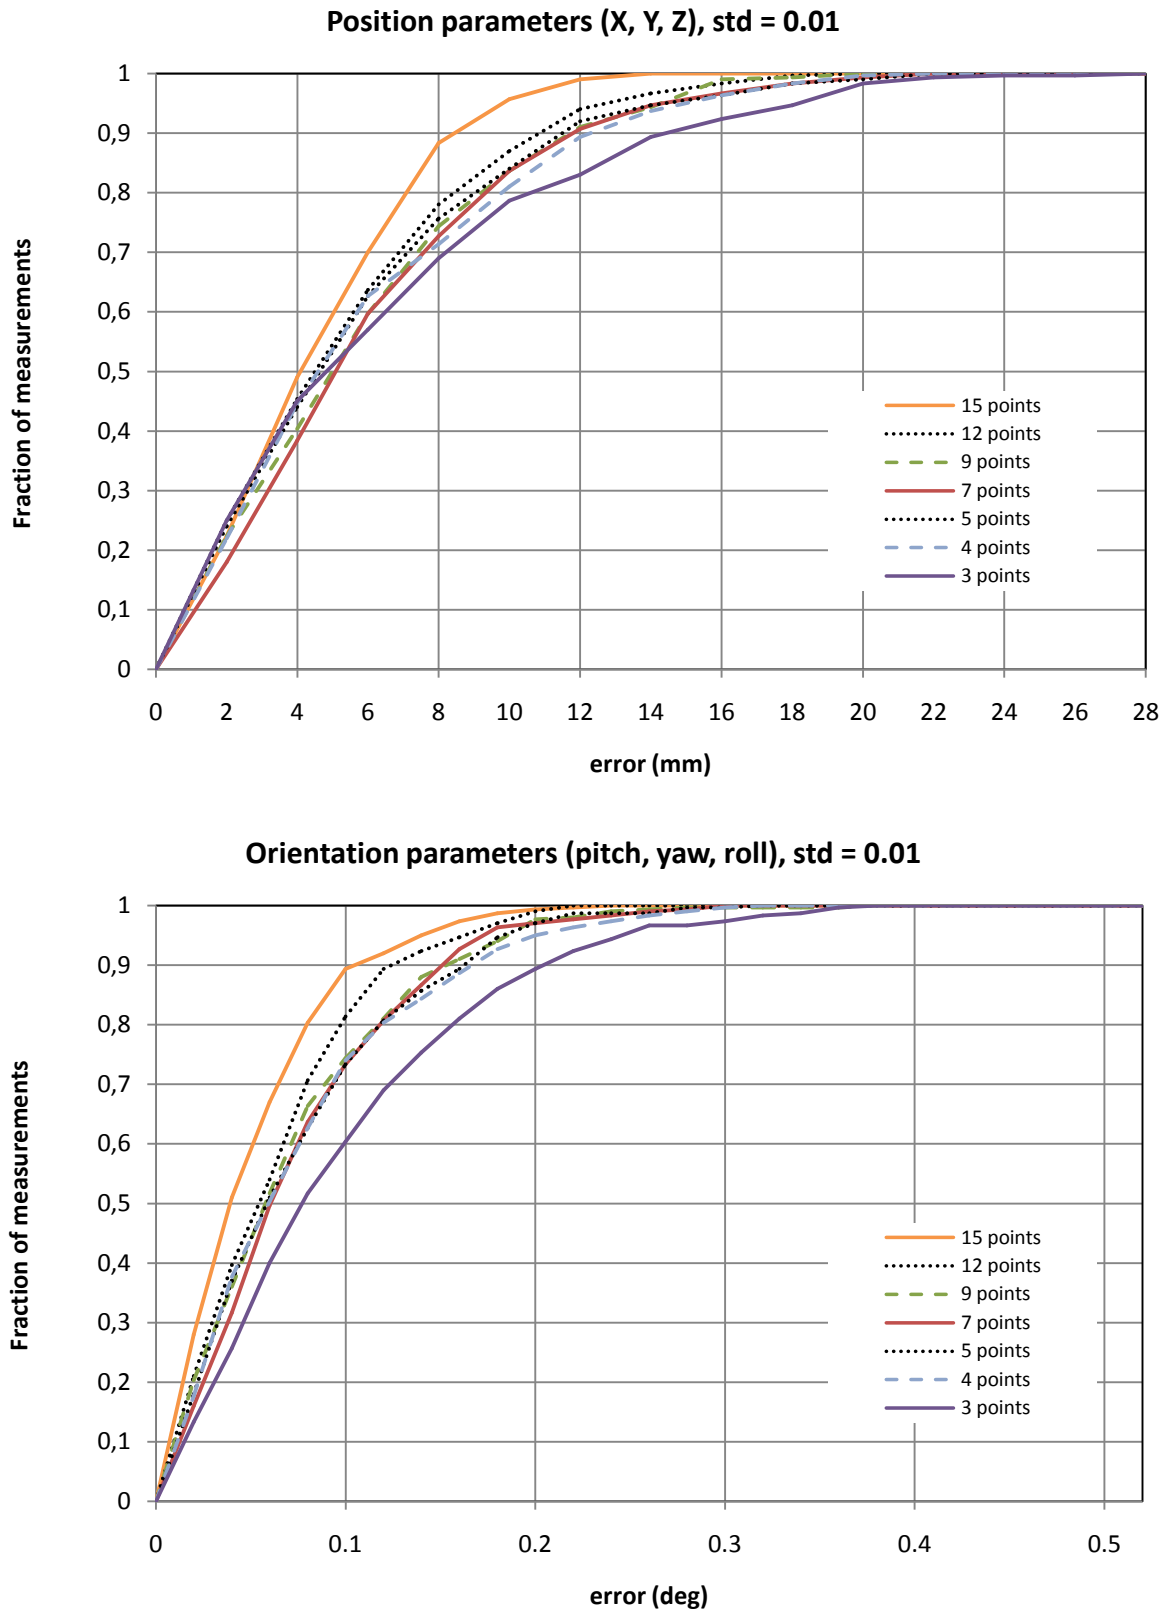 Position parameters (X, Y, Z), std = 0.01
Fraction of measurements
1
0,9
0,8
0,7
0,6
0,5
0,4
0,3
0,2
0,1
0
15 points
12 points
9 points
7 points
5 points
4 points
3 points
0 2 4 6 8 10 12 14 16 18 20 22 24 26 28
error (mm)
Orientation parameters (pitch, yaw, roll), std = 0.01
Fraction of measurements
1
0,9
0,8
0,7
0,6
0,5
0,4
0,3
0,2
0,1
0
15 points
12 points
9 points
7 points
5 points
4 points
3 points
0 0.1 0.2 0.3 0.4 0.5
error (deg)